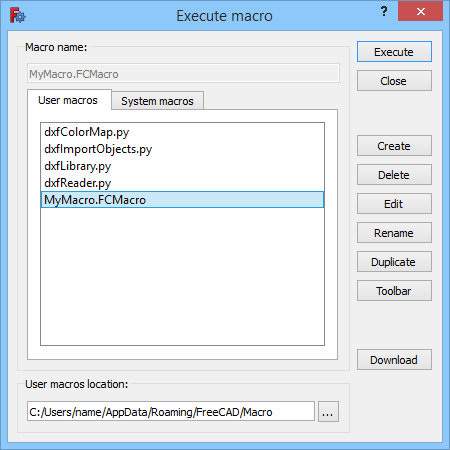 Execute macro
?
Macro name:
MyMacro.FCMacro
User macros
System macros
dxfColorMap.py
dxfImportObjects.py
dxfLibrary.py
dxfReader.py
MyMacro.FCMacro
Execute
Close
Create
Delete
Edit
Rename
Duplicate
Toolbar
Download
User macros location:
C:/Users/name/AppData/Roaming/FreeCAD/Macro
...